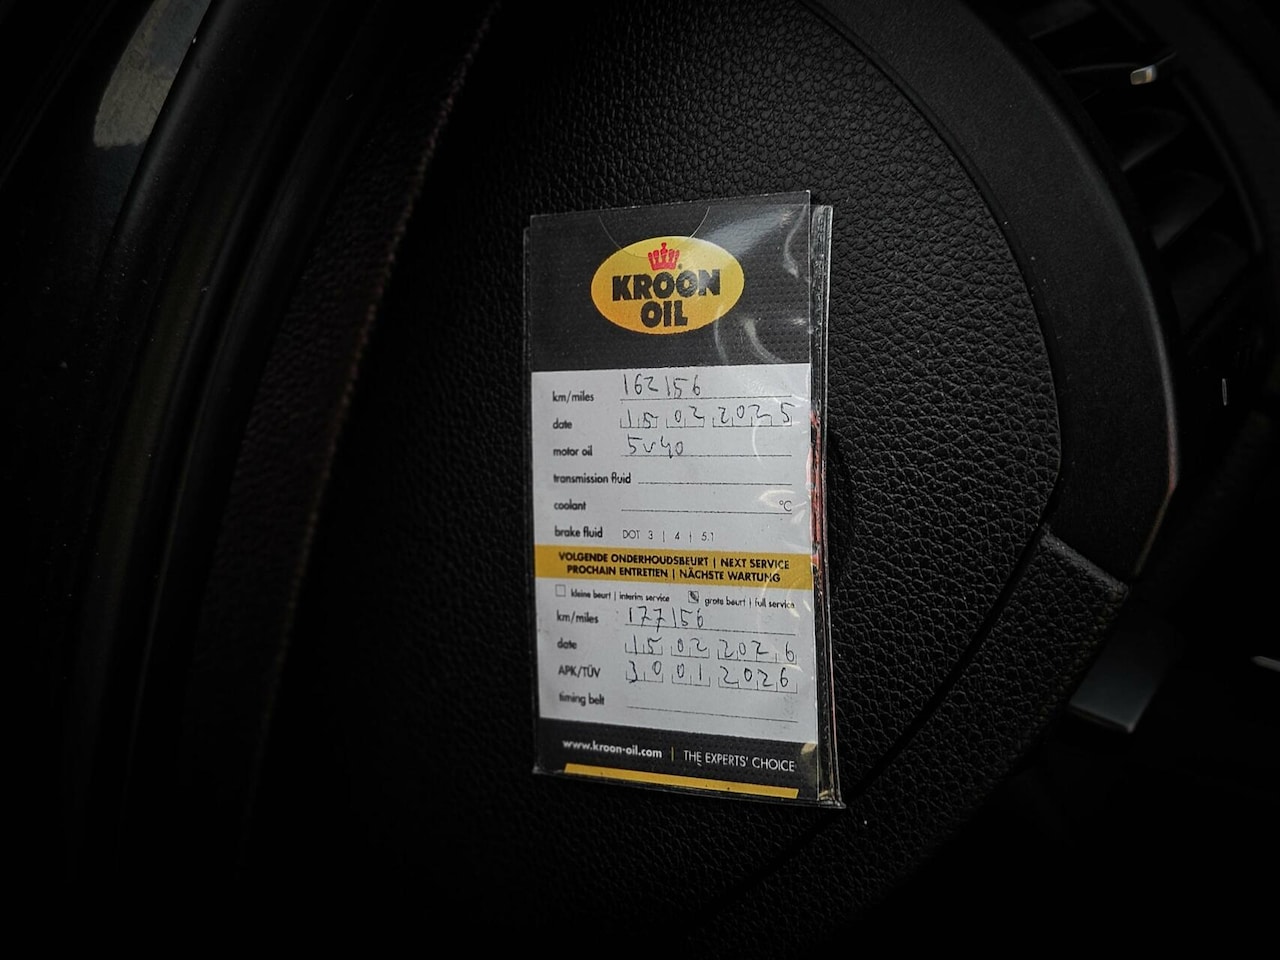 KROON
OIL
km/miles 162156
date 15 02 2025
motor oil 5w40
transmission fluid
coolant °C
brake fluid DOT 3 | 4 | 5.1
VOLGENDE ONDERHOUDSBEURT | NEXT SERVICE
PROCHAIN ENTRETIEN | NÄCHSTE WARTUNG
kleine beurt | interim service grote beurt | full service
km/miles 177156
date 15 02 2026
APK/TÜV 30 01 2026
timing belt
www.kroon-oil.com | THE EXPERTS' CHOICE